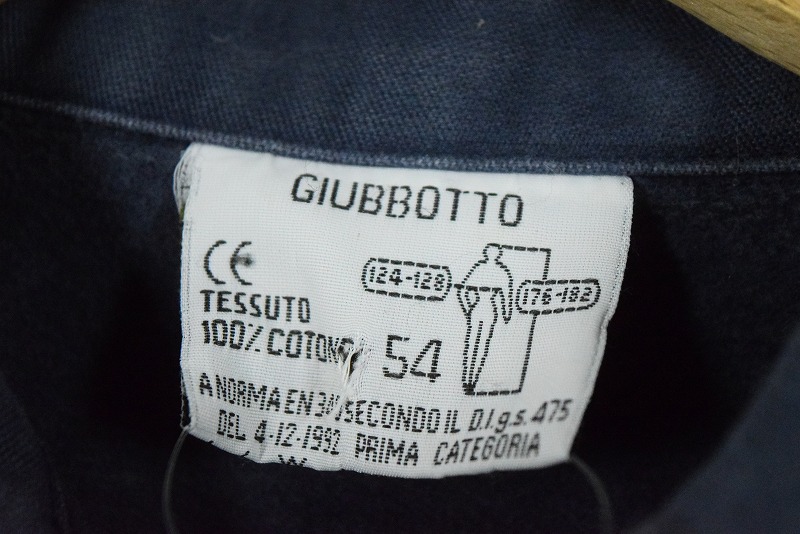 GIUBBOTTO
CE
124-128
176-182
TESSUTO
100% COTONE
54
A NORMA EN SECONDO IL D.lgs. 475
DEL 4-12-1992 PRIMA CATEGORIA